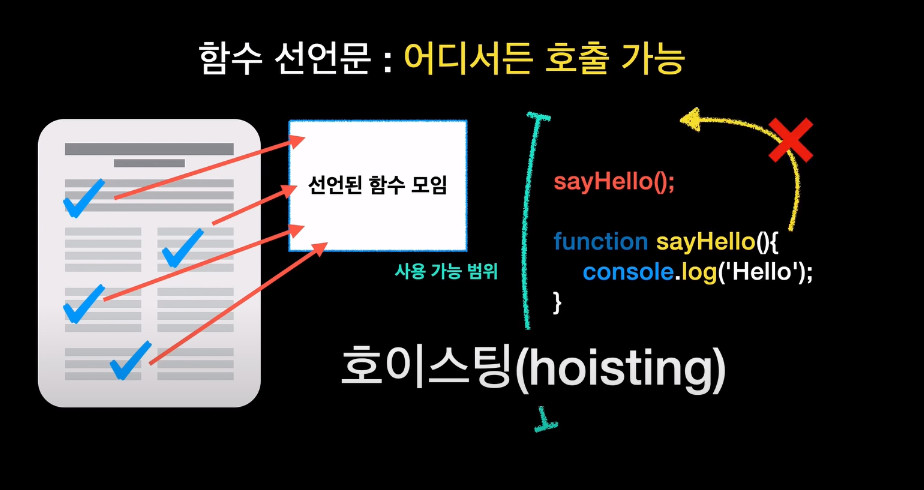 함수 선언문 : 어디서든 호출 가능
선언된 함수 모임
사용 가능 범위
sayHello();
function sayHello(){
console.log('Hello');
}
호이스팅(hoisting)